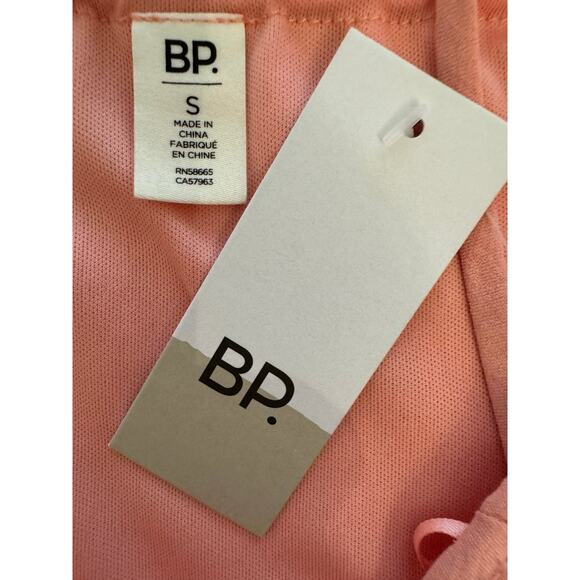 BP.
S
MADE IN
CHINA
FABRIQUÉ
EN CHINE
RN58665
CA57963
BP.